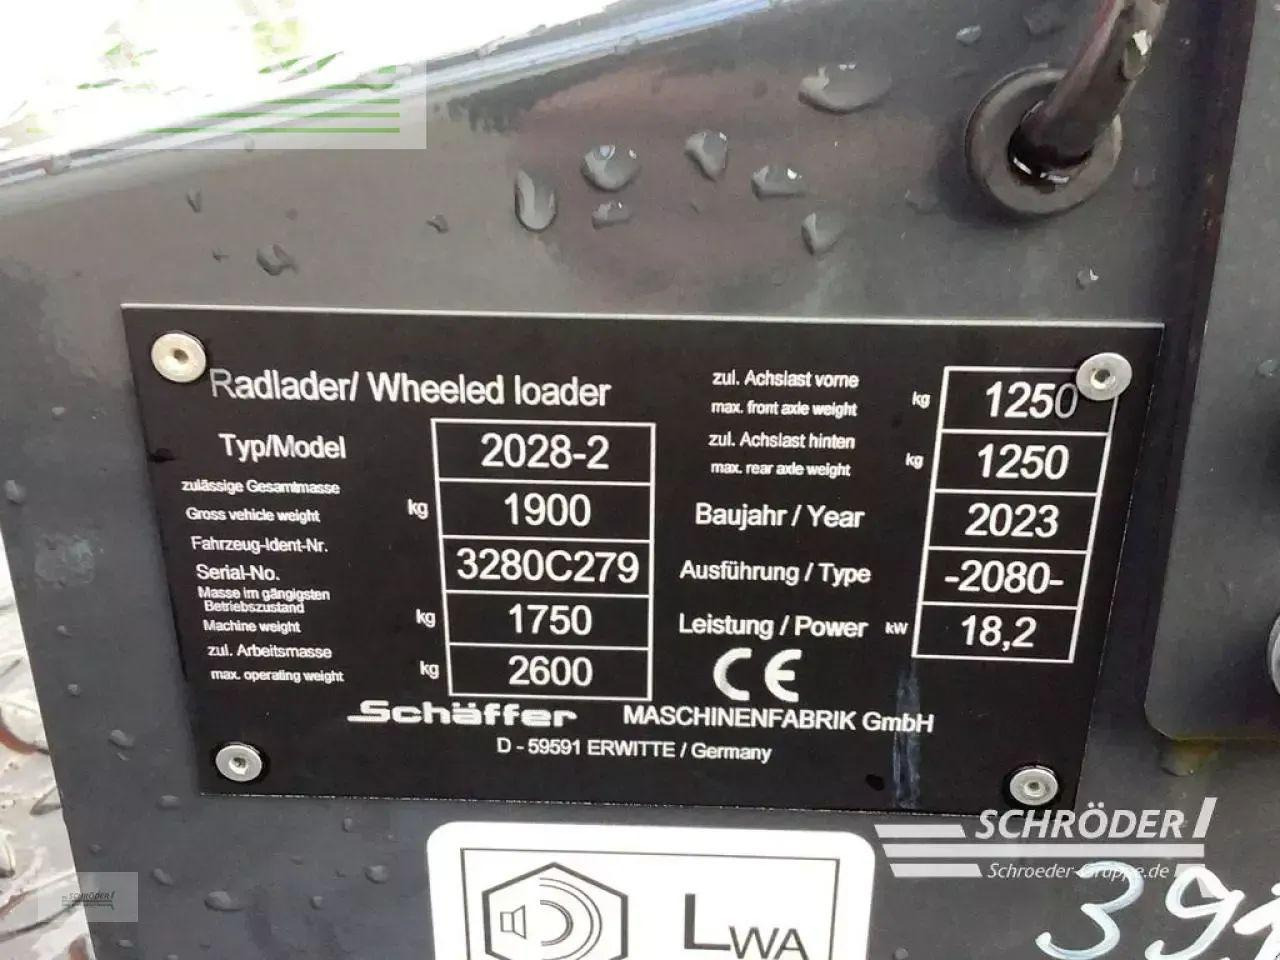 Radlader/ Wheeled loader
Typ/Model 2028-2
zulässige Gesamtmasse
Gross vehicle weight kg 1900
Fahrzeug-Ident-Nr.
Serial-No. 3280C279
Masse im gängigsten
Betriebszustand
Machine weight kg 1750
zul. Arbeitsmasse
max. operating weight kg 2600
zul. Achslast vorne
max. front axle weight kg 1250
zul. Achslast hinten
max. rear axle weight kg 1250
Baujahr / Year 2023
Ausführung / Type -2080-
Leistung / Power kW 18,2
CE
Schäffer MASCHINENFABRIK GmbH
D - 59591 ERWITTE / Germany
LWA
SCHRÖDER
Schroeder-Gruppe.de
SCHRÖDER
39